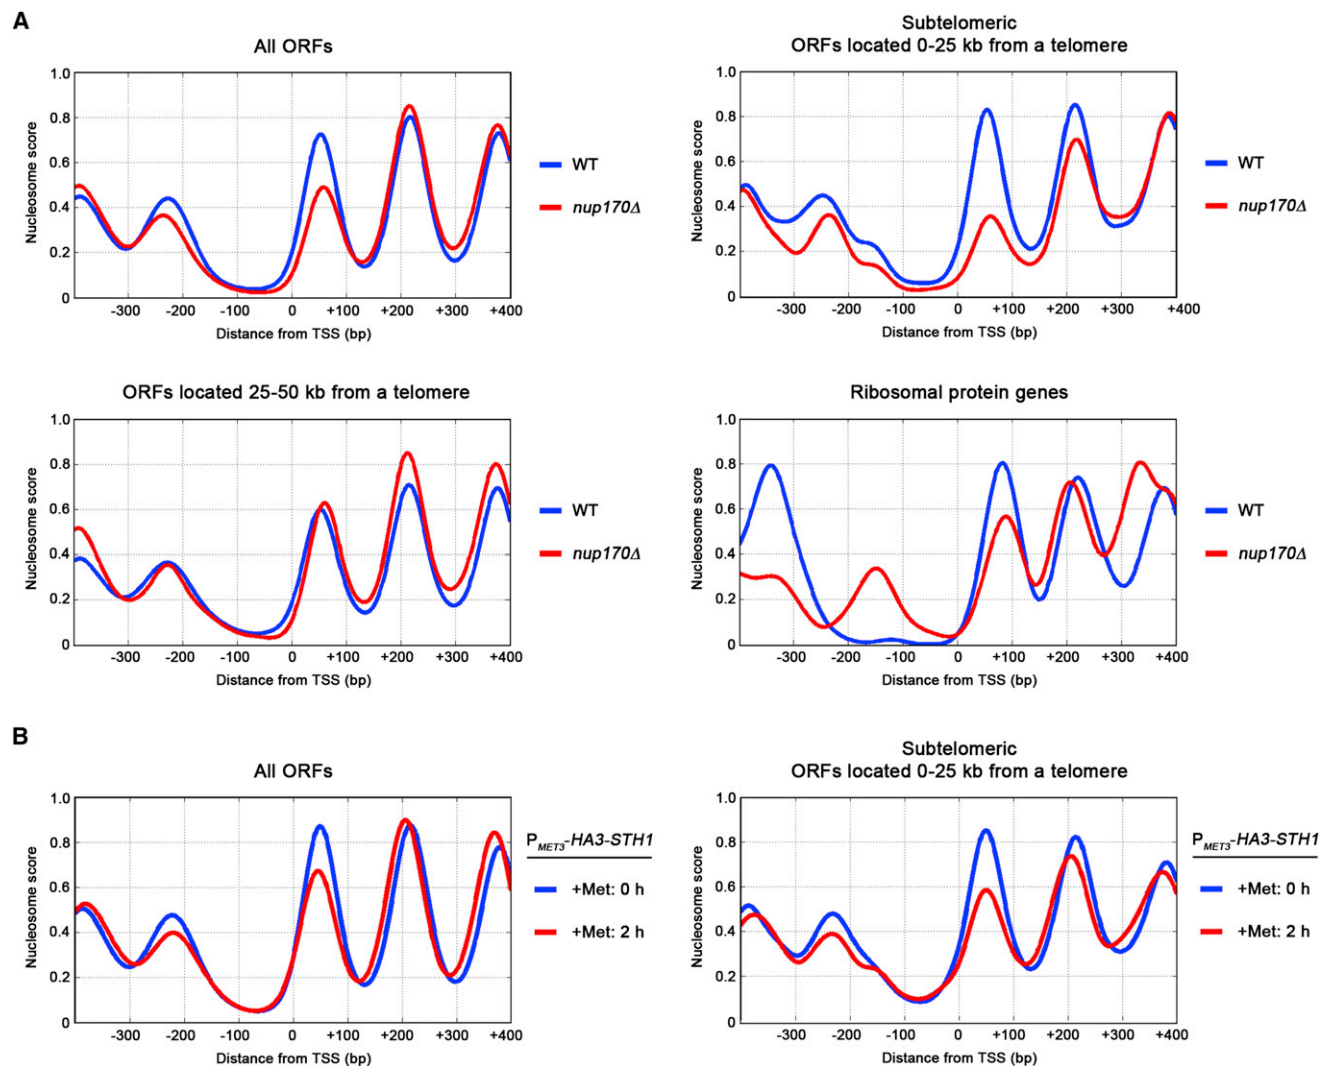 A
All ORFs
Nucleosome score
1.0
0.8
0.6
0.4
0.2
0
-300 -200 -100 0 +100 +200 +300 +400
Distance from TSS (bp)
WT
nup170Δ
Subtelomeric
ORFs located 0-25 kb from a telomere
Nucleosome score
1.0
0.8
0.6
0.4
0.2
0
-300 -200 -100 0 +100 +200 +300 +400
Distance from TSS (bp)
WT
nup170Δ
ORFs located 25-50 kb from a telomere
Nucleosome score
1.0
0.8
0.6
0.4
0.2
0
-300 -200 -100 0 +100 +200 +300 +400
Distance from TSS (bp)
WT
nup170Δ
Ribosomal protein genes
Nucleosome score
1.0
0.8
0.6
0.4
0.2
0
-300 -200 -100 0 +100 +200 +300 +400
Distance from TSS (bp)
WT
nup170Δ
B
All ORFs
Nucleosome score
1.0
0.8
0.6
0.4
0.2
0
-300 -200 -100 0 +100 +200 +300 +400
Distance from TSS (bp)
PMET3-HA3-STH1
+Met: 0 h
+Met: 2 h
Subtelomeric
ORFs located 0-25 kb from a telomere
Nucleosome score
1.0
0.8
0.6
0.4
0.2
0
-300 -200 -100 0 +100 +200 +300 +400
Distance from TSS (bp)
PMET3-HA3-STH1
+Met: 0 h
+Met: 2 h